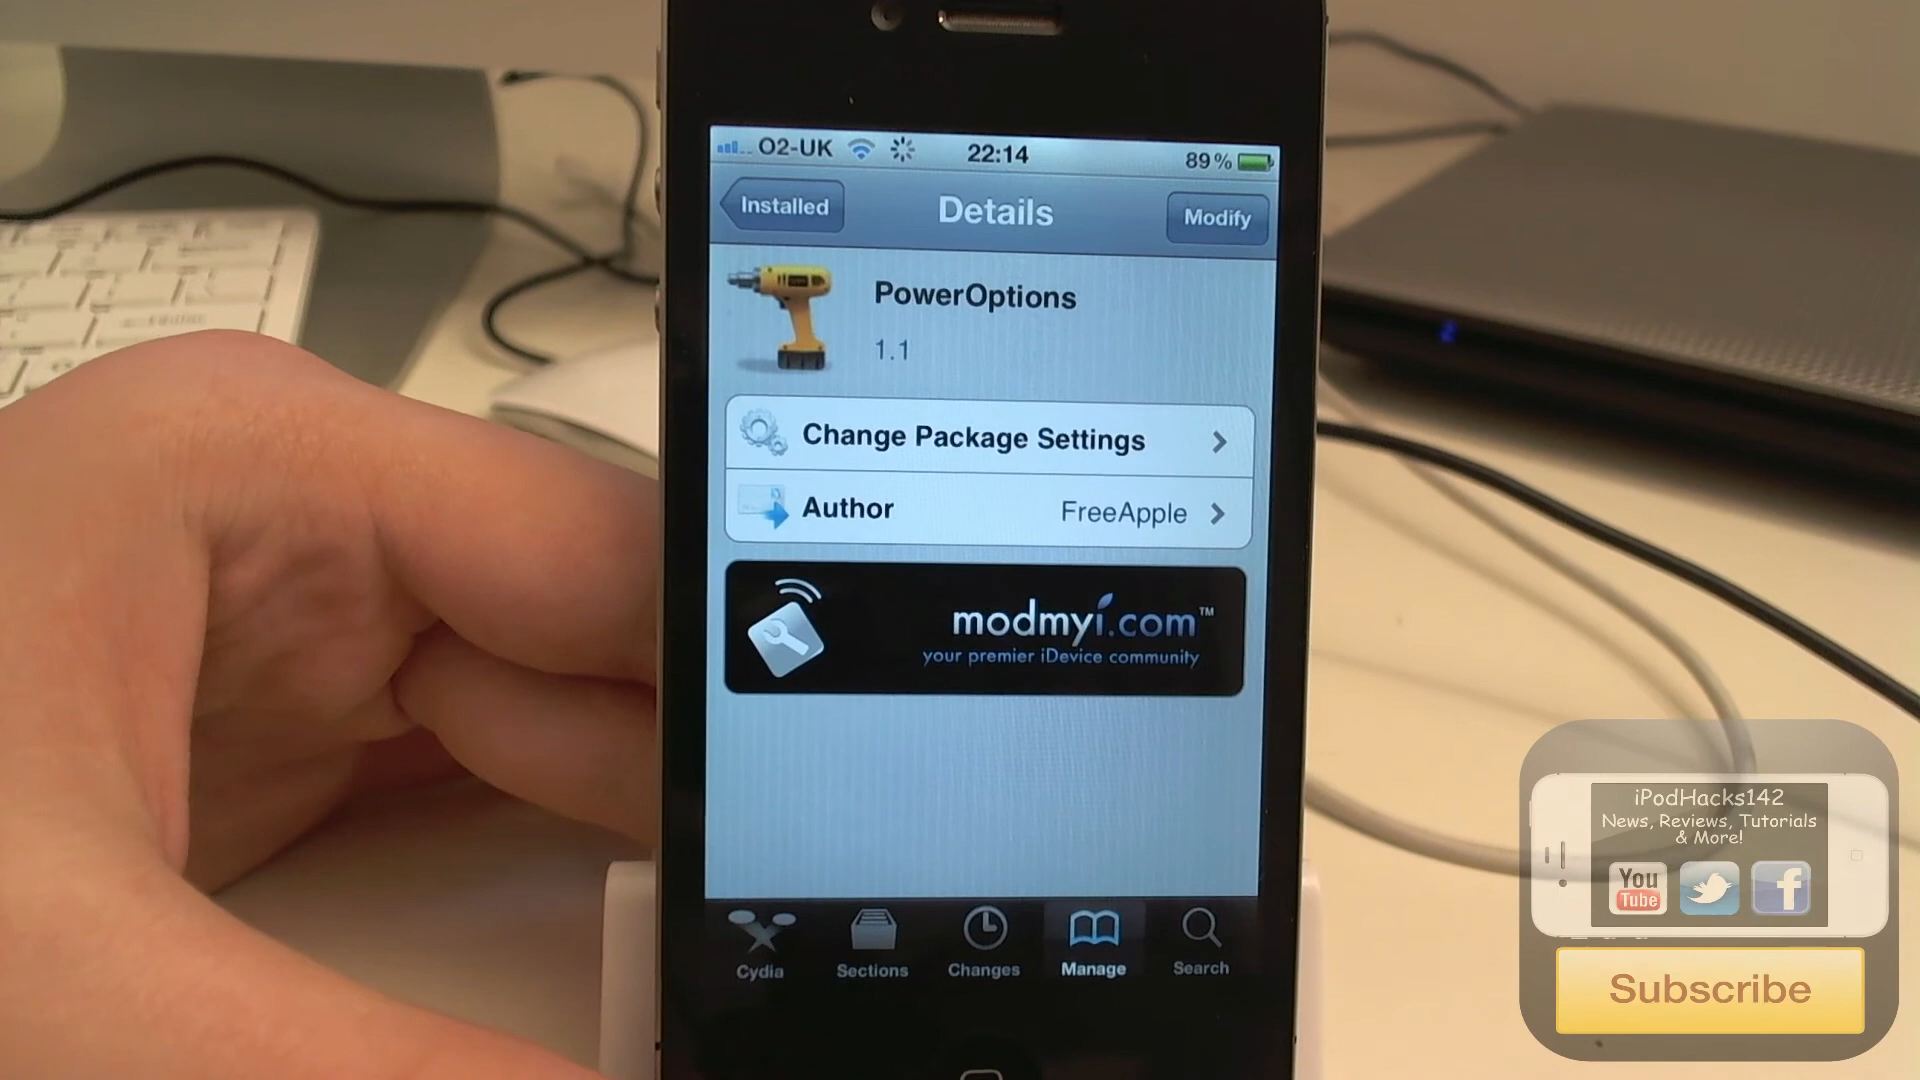 O2-UK 22:14 89%
Installed Details Modify
PowerOptions
1.1
Change Package Settings
Author FreeApple
modmyi.com™
your premier iDevice community
Cydia Sections Changes Manage Search
iPodHacks142
News, Reviews, Tutorials
& More!
You
Tube
Subscribe